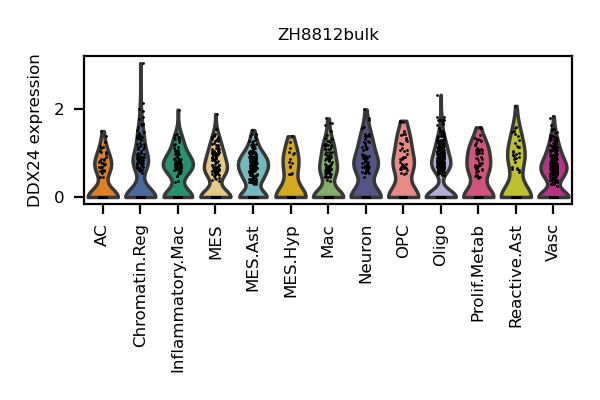 ZH8812bulk
DDX24 expression
2
0
AC
Chromatin.Reg
Inflammatory.Mac
MES
MES.Ast
MES.Hyp
Mac
Neuron
OPC
Oligo
Prolif.Metab
Reactive.Ast
Vasc